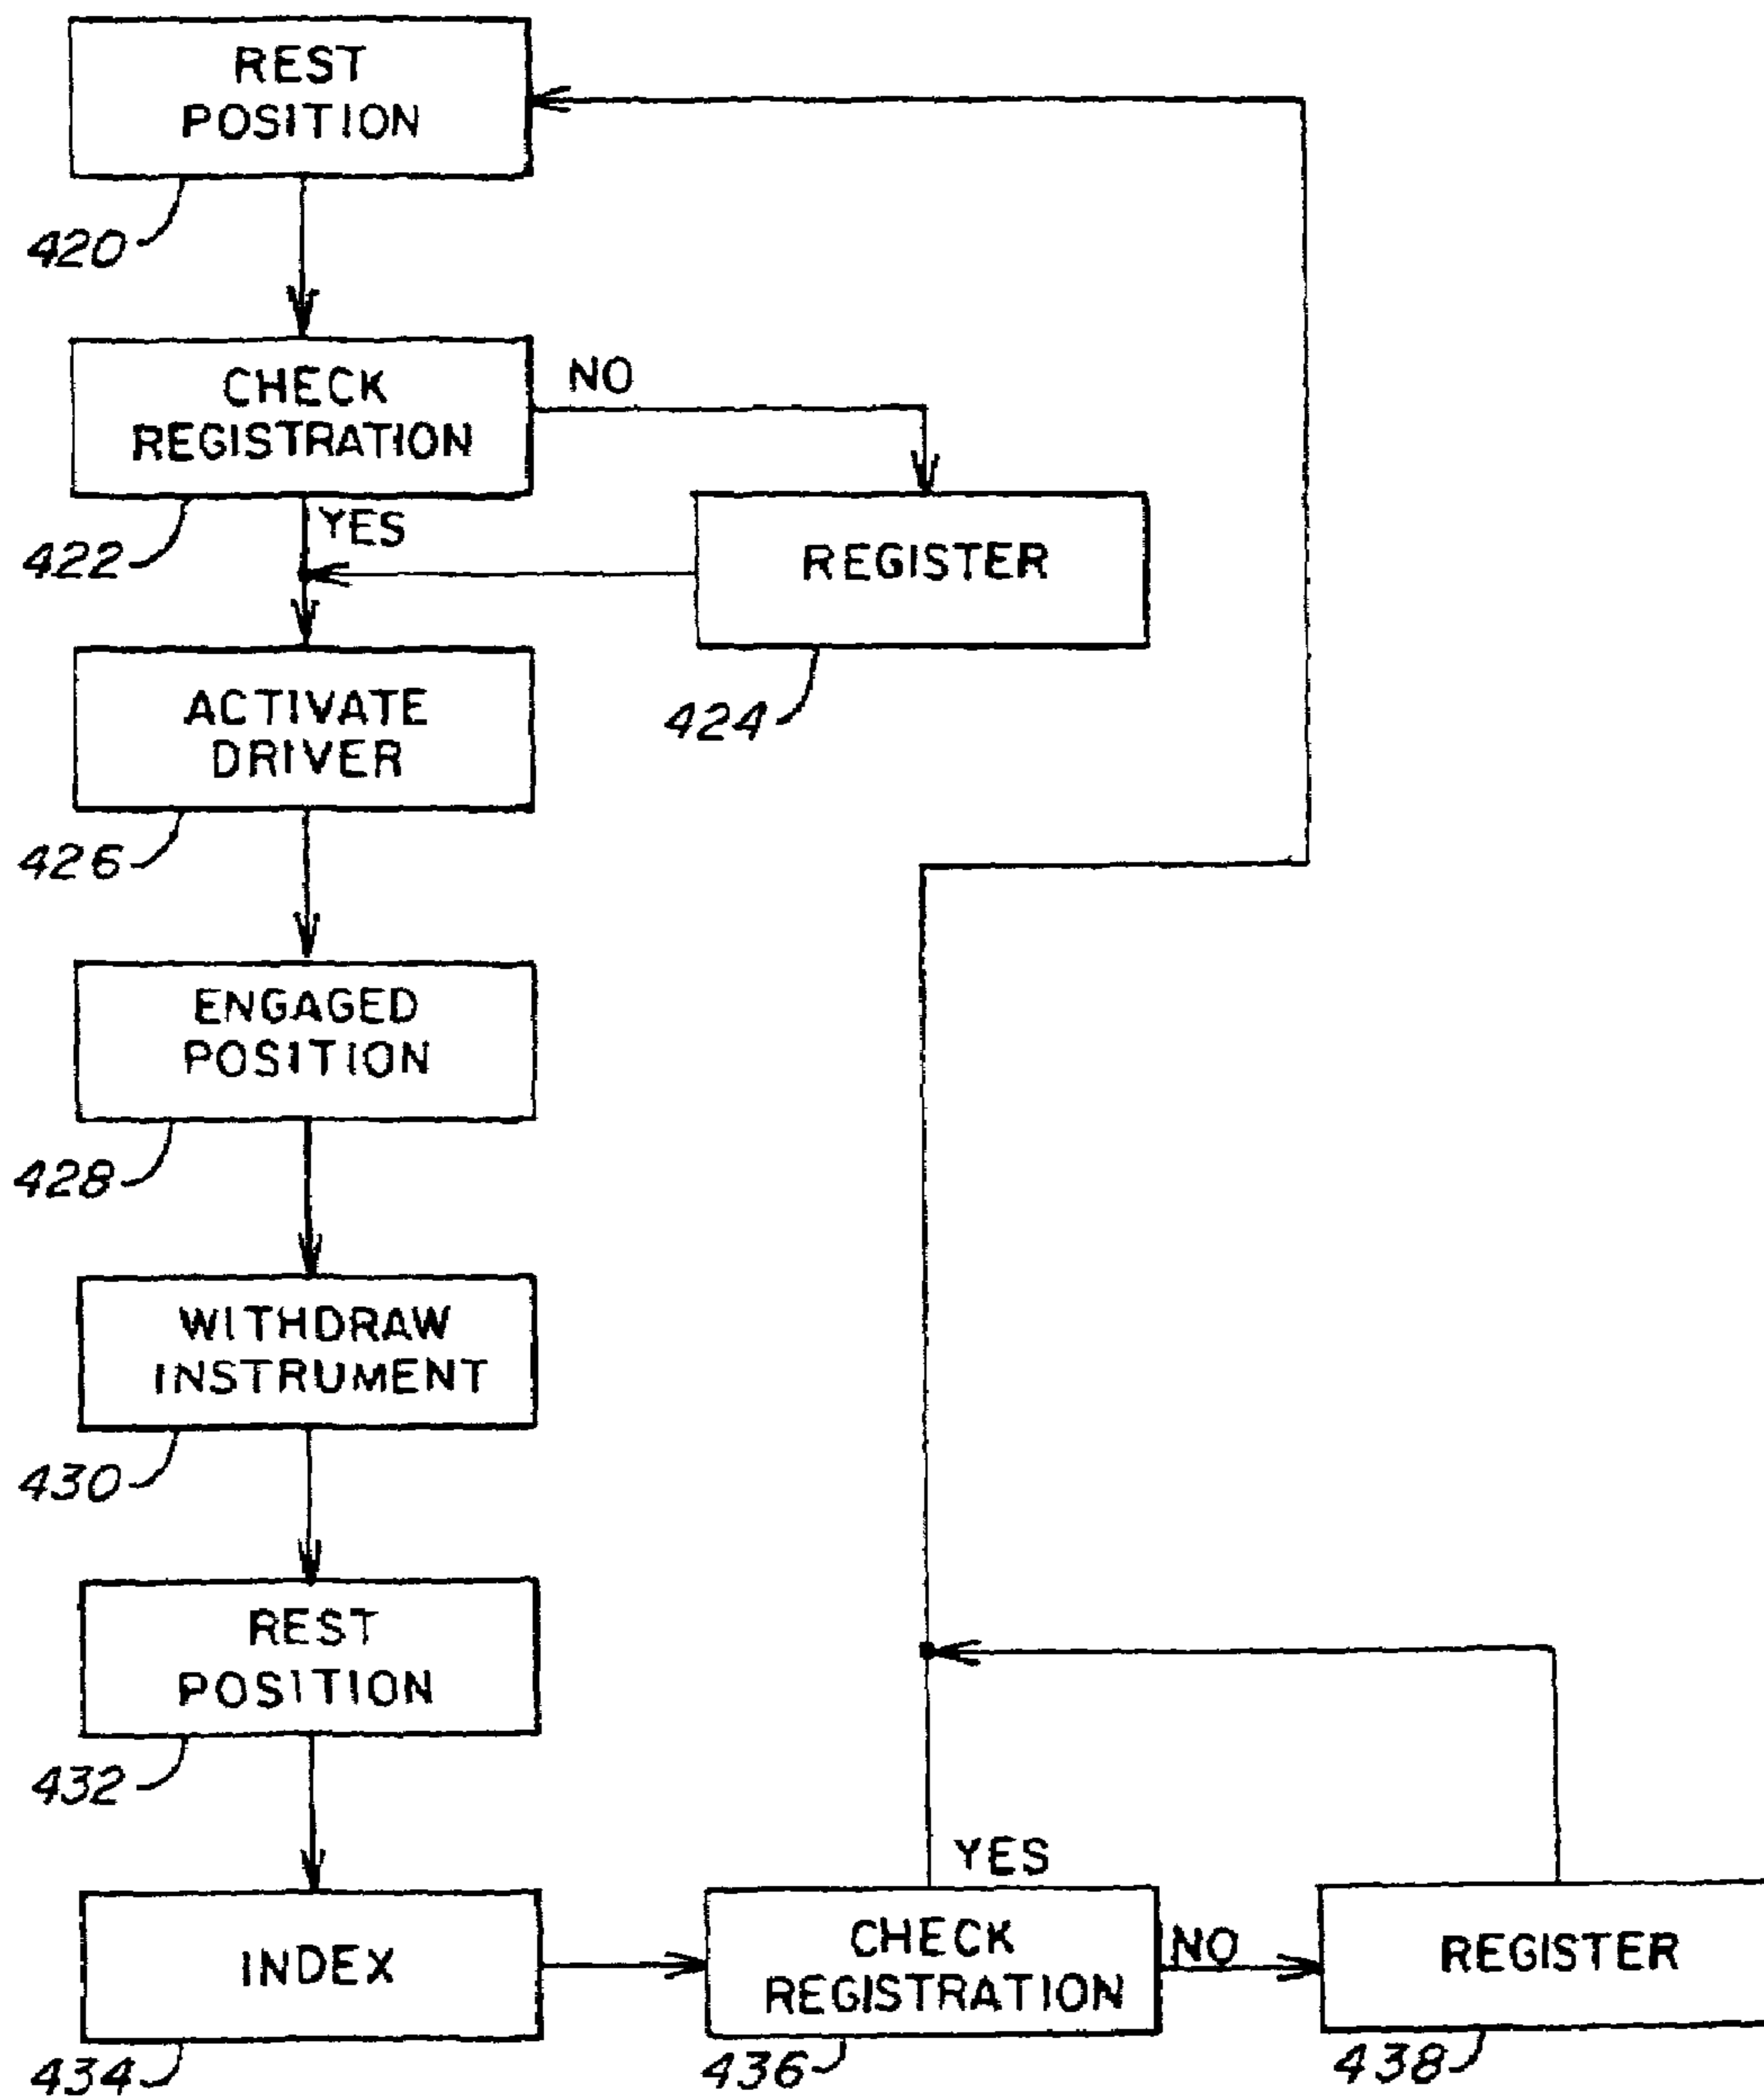 REST
POSITION
420
CHECK
REGISTRATION
NO
YES
422
REGISTER
424
ACTIVATE
DRIVER
426
ENGAGED
POSITION
428
WITHDRAW
INSTRUMENT
430
REST
POSITION
432
YES
INDEX
CHECK
REGISTRATION
NO
REGISTER
434
436
438